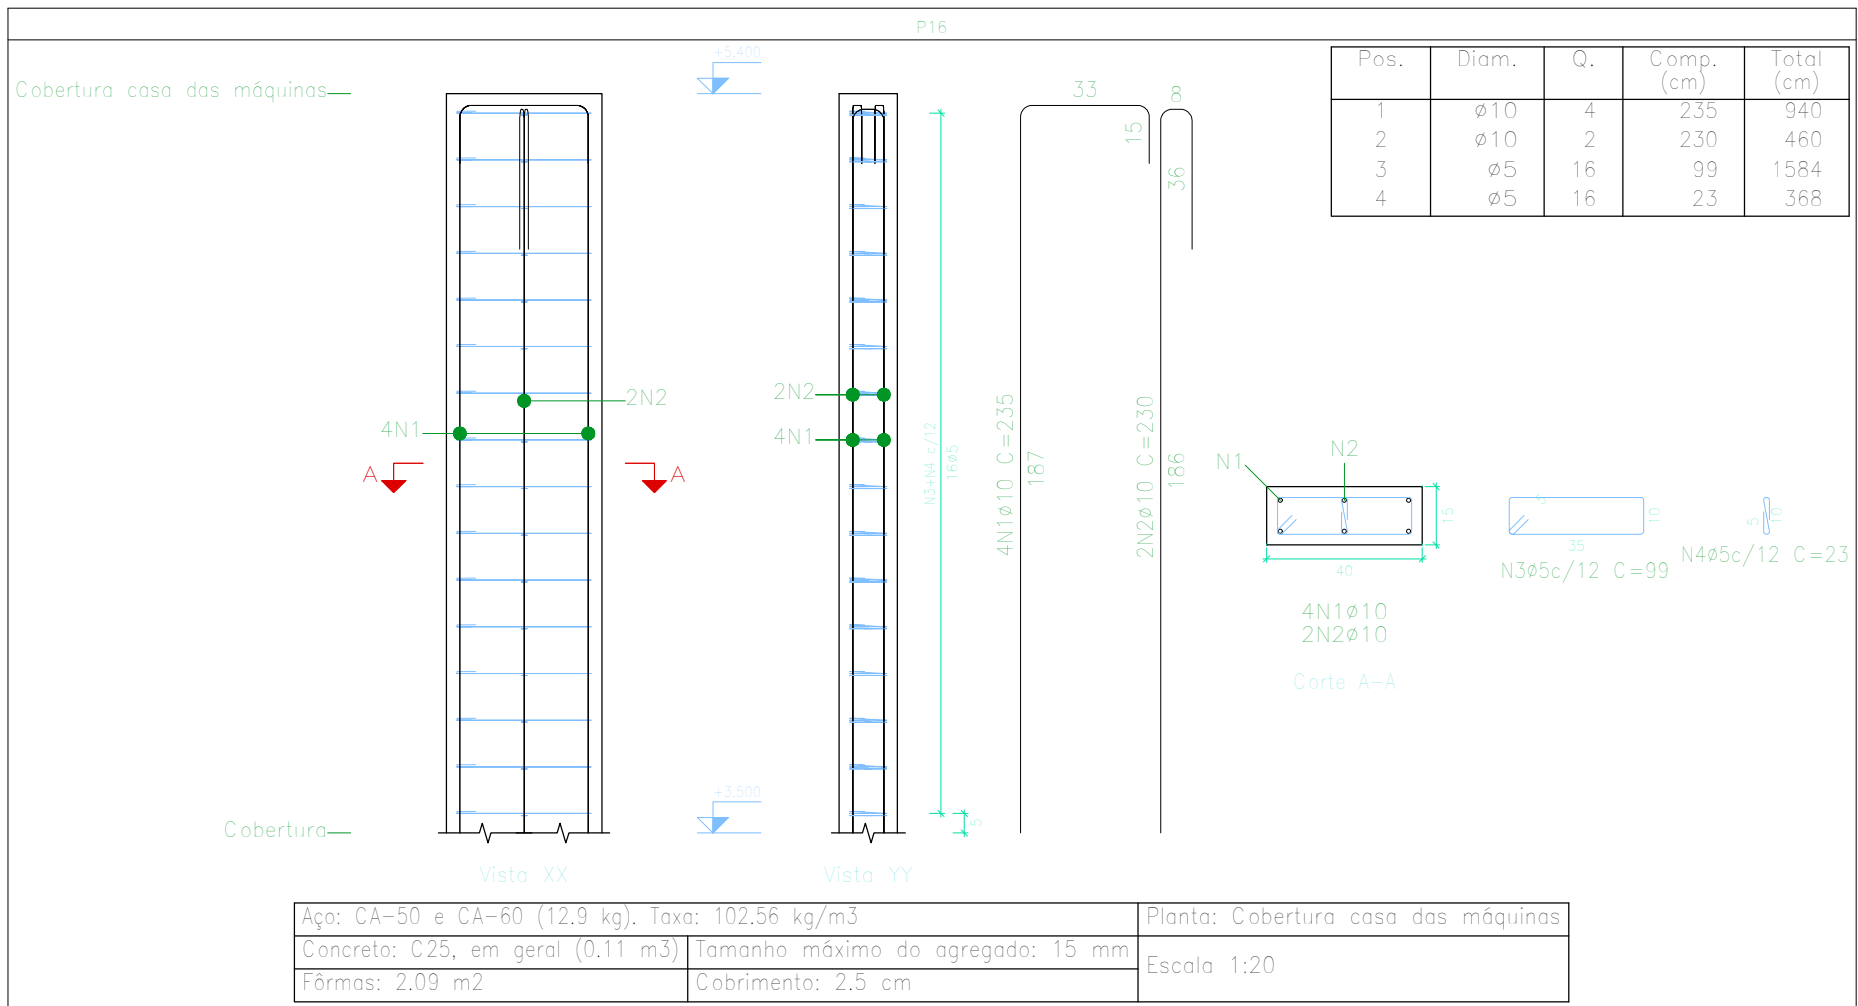 P16
Cobertura casa das máquinas
+5.400
33
8
15
36
Pos. Diam. Q. Comp. (cm) Total (cm)
1 ø10 4 235 940
2 ø10 2 230 460
3 ø5 16 99 1584
4 ø5 16 23 368
2N2
4N1
A
A
2N2
4N1
N3+N4 c/12
16ø5
4N1ø10 C=235
187
2N2ø10 C=230
186
N1
N2
15
40
4N1ø10
2N2ø10
Corte A-A
5
10
35
N3ø5c/12 C=99
5
10
N4ø5c/12 C=23
+3.500
5
Cobertura
Vista XX
Vista YY
Aço: CA-50 e CA-60 (12.9 kg). Taxa: 102.56 kg/m3
Planta: Cobertura casa das máquinas
Concreto: C25, em geral (0.11 m3)
Tamanho máximo do agregado: 15 mm
Escala 1:20
Fôrmas: 2.09 m2
Cobrimento: 2.5 cm